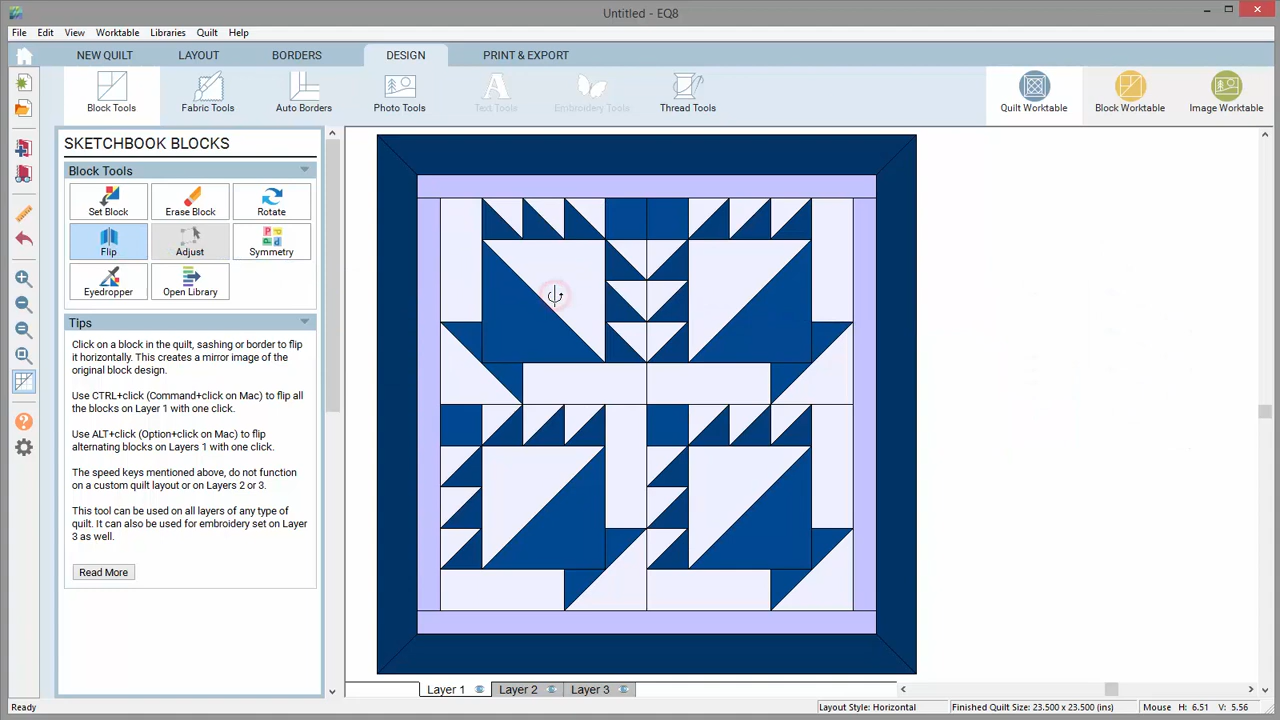 Untitled - EQ8
File Edit View Worktable Libraries Quilt Help
NEW QUILT LAYOUT BORDERS DESIGN PRINT & EXPORT
Block Tools Fabric Tools Auto Borders Photo Tools Text Tools Embroidery Tools Thread Tools Quilt Worktable Block Worktable Image Worktable
SKETCHBOOK BLOCKS
Block Tools
Set Block Erase Block Rotate
Flip Adjust Symmetry
Eyedropper Open Library
Tips
Click on a block in the quilt, sashing or border to flip
it horizontally. This creates a mirror image of the
original block design.
Use CTRL+click (Command+click on Mac) to flip all
the blocks on Layer 1 with one click.
Use ALT+click (Option+click on Mac) to flip
alternating blocks on Layers 1 with one click.
The speed keys mentioned above, do not function
on a custom quilt layout or on Layers 2 or 3.
This tool can be used on all layers of any type of
quilt. It can also be used for embroidery set on Layer
3 as well.
Read More
Layer 1 Layer 2 Layer 3
Ready Layout Style: Horizontal Finished Quilt Size: 23.500 x 23.500 (ins) Mouse H: 6.51 V: 5.56